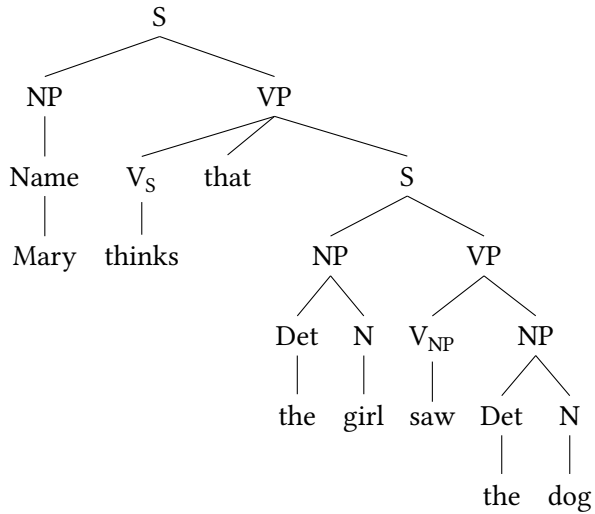 S
NP VP
Name V_S that S
Mary thinks NP VP
Det N V_NP NP
the girl saw Det N
the dog